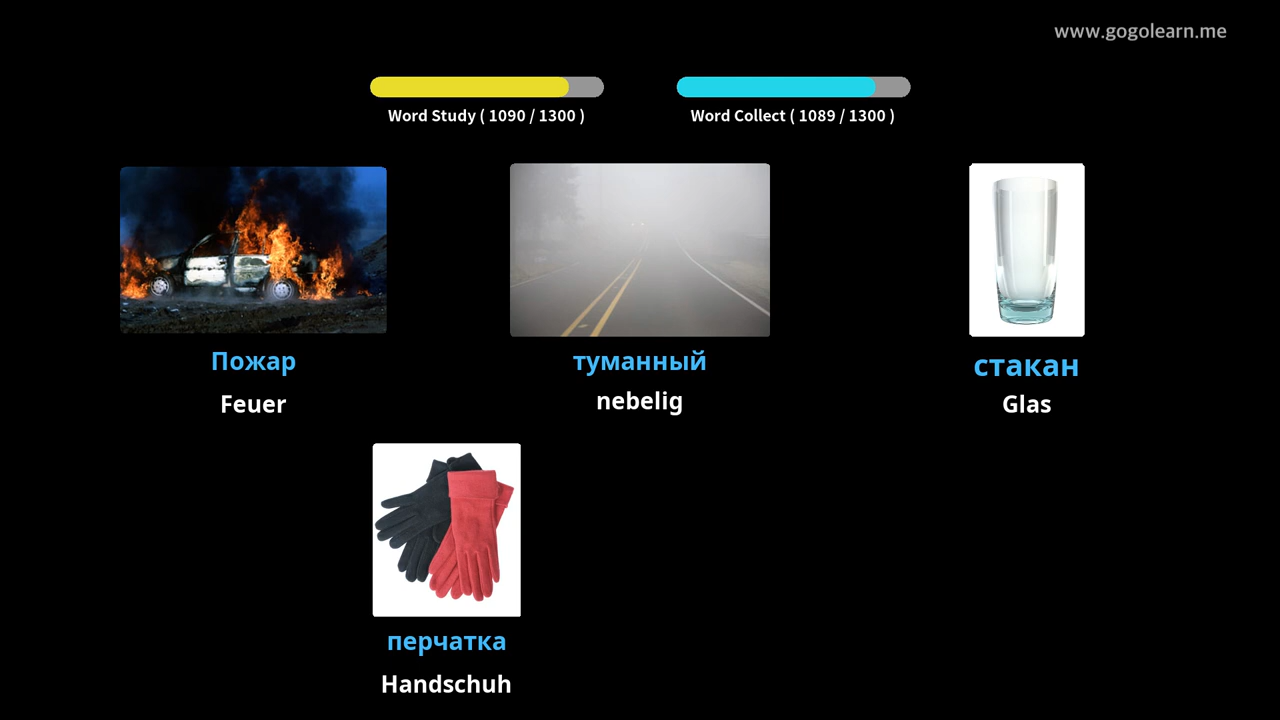 www.gogolearn.me
Word Study ( 1090 / 1300 )
Word Collect ( 1089 / 1300 )
Пожар
Feuer
туманный
nebelig
стакан
Glas
перчатка
Handschuh